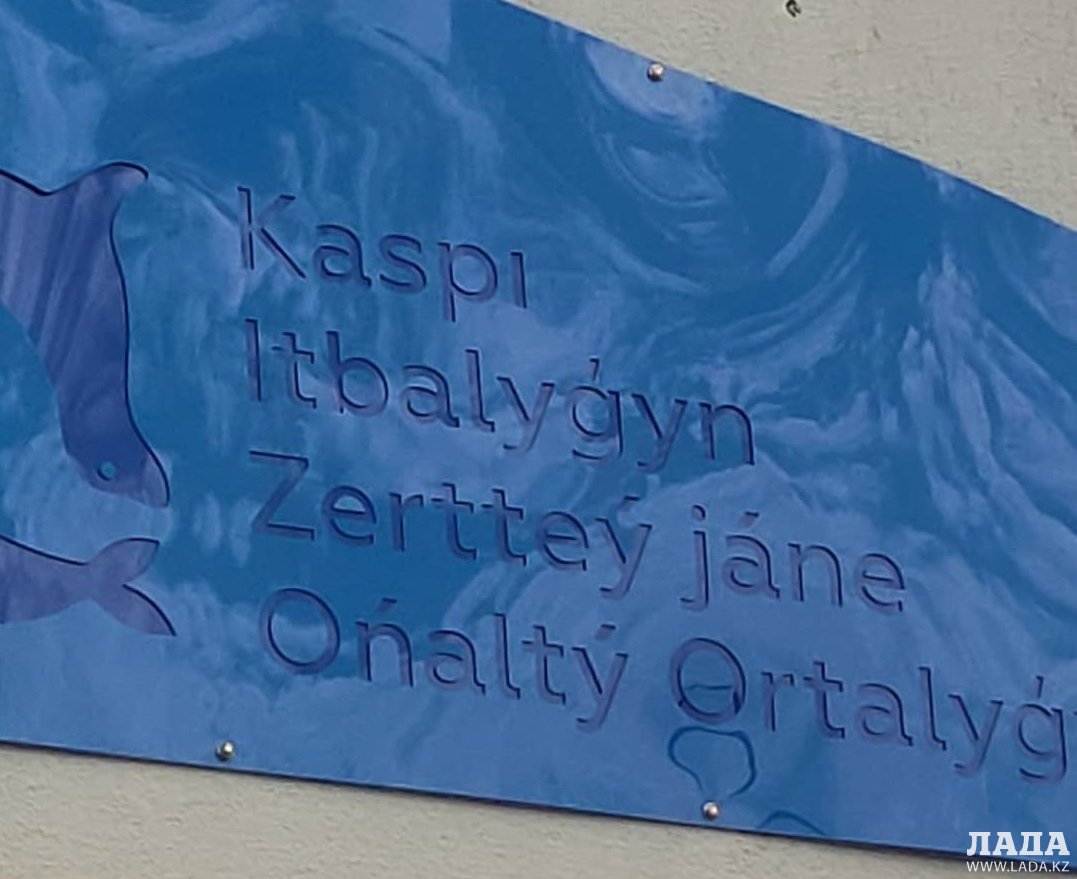 Kaspı
Itbalyǵyn
Zertteý jáne
Ońaltý Ortalyǵ
ЛАДА
WWW.LADA.KZ